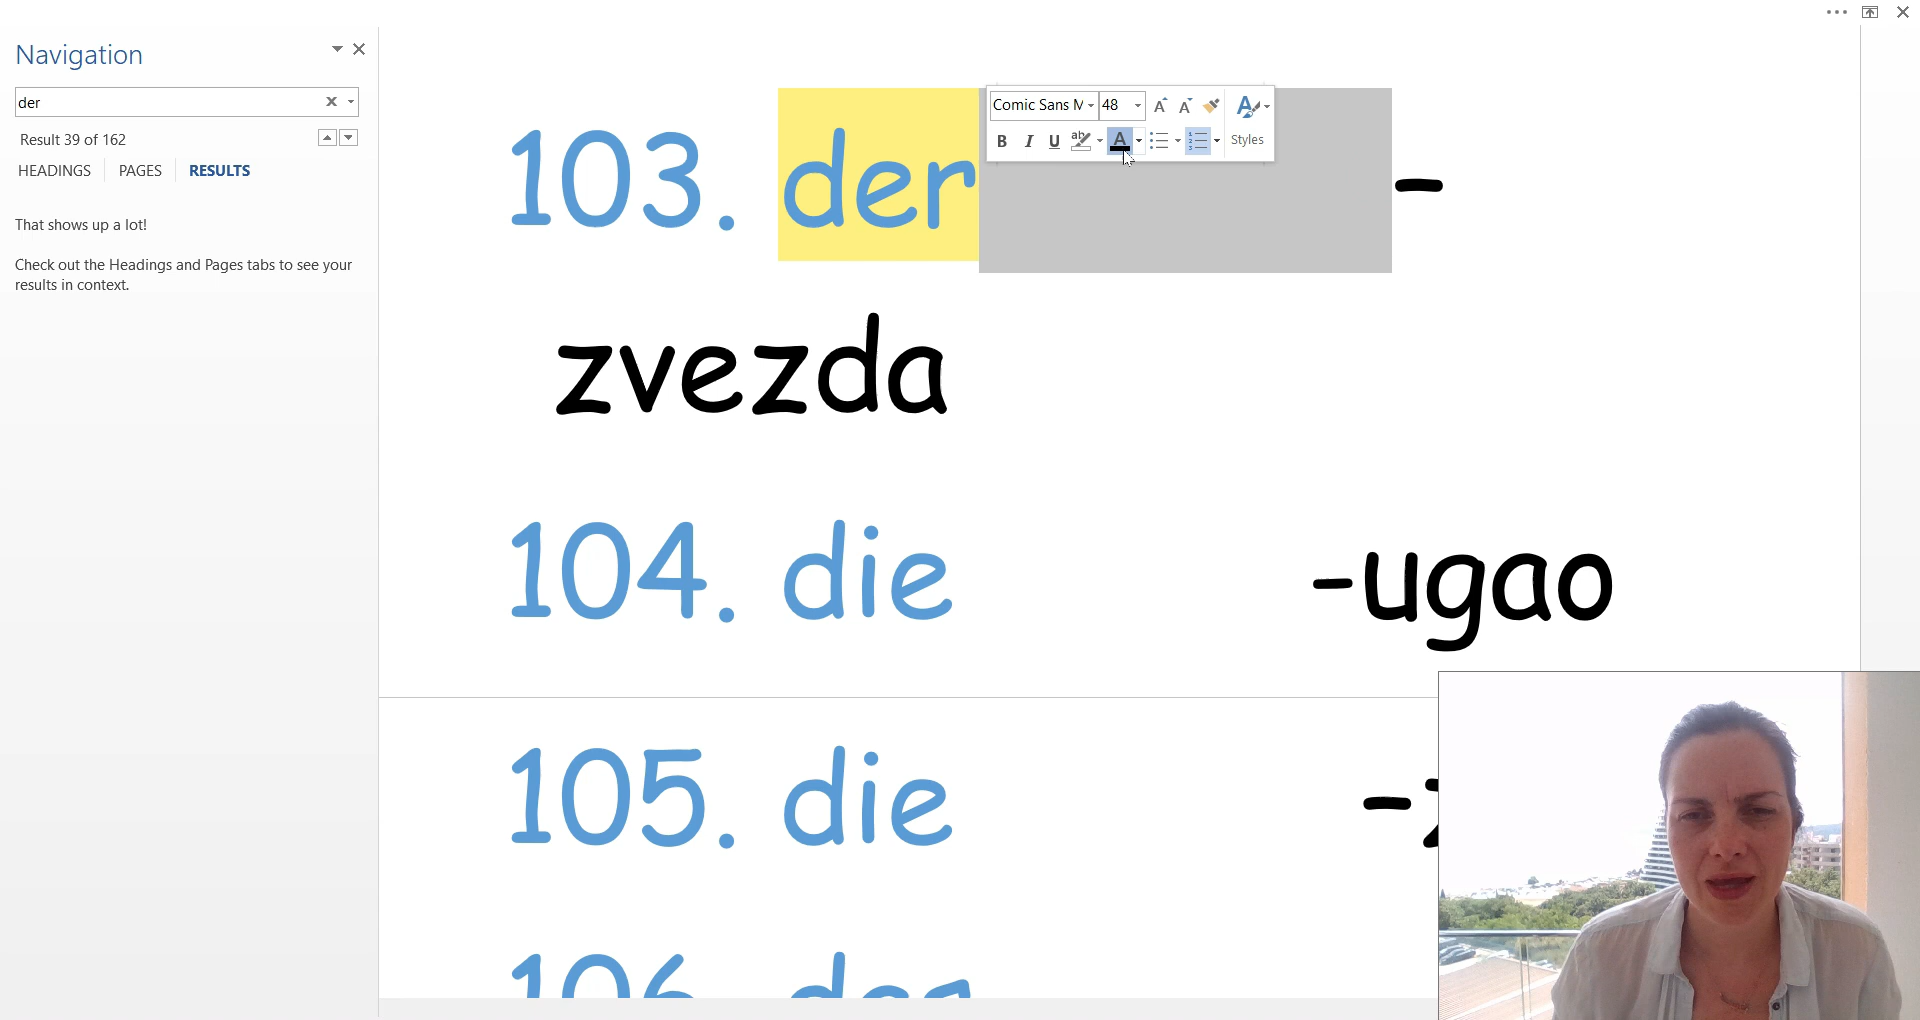 Navigation
der
Result 39 of 162
HEADINGS PAGES RESULTS
That shows up a lot!
Check out the Headings and Pages tabs to see your
results in context.
Comic Sans M 48
B I U ab A Styles
103. der -
zvezda
104. die -ugao
105. die -
106.